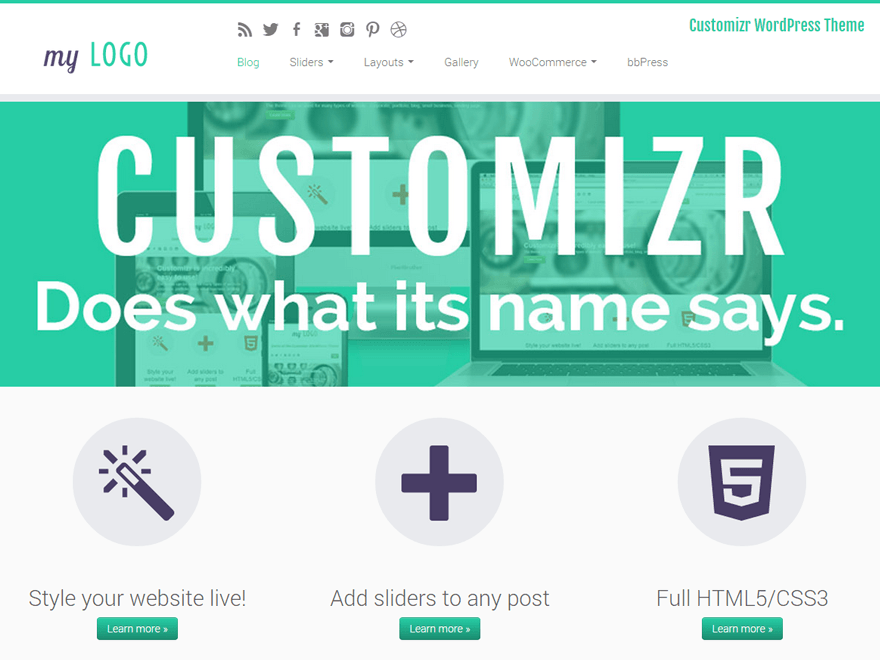 Customizr WordPress Theme
my LOGO
Blog Sliders Layouts Gallery WooCommerce bbPress
CUSTOMIZR
Does what its name says.
Style your website live! Add sliders to any post Full HTML5/CSS3
Learn more » Learn more » Learn more »